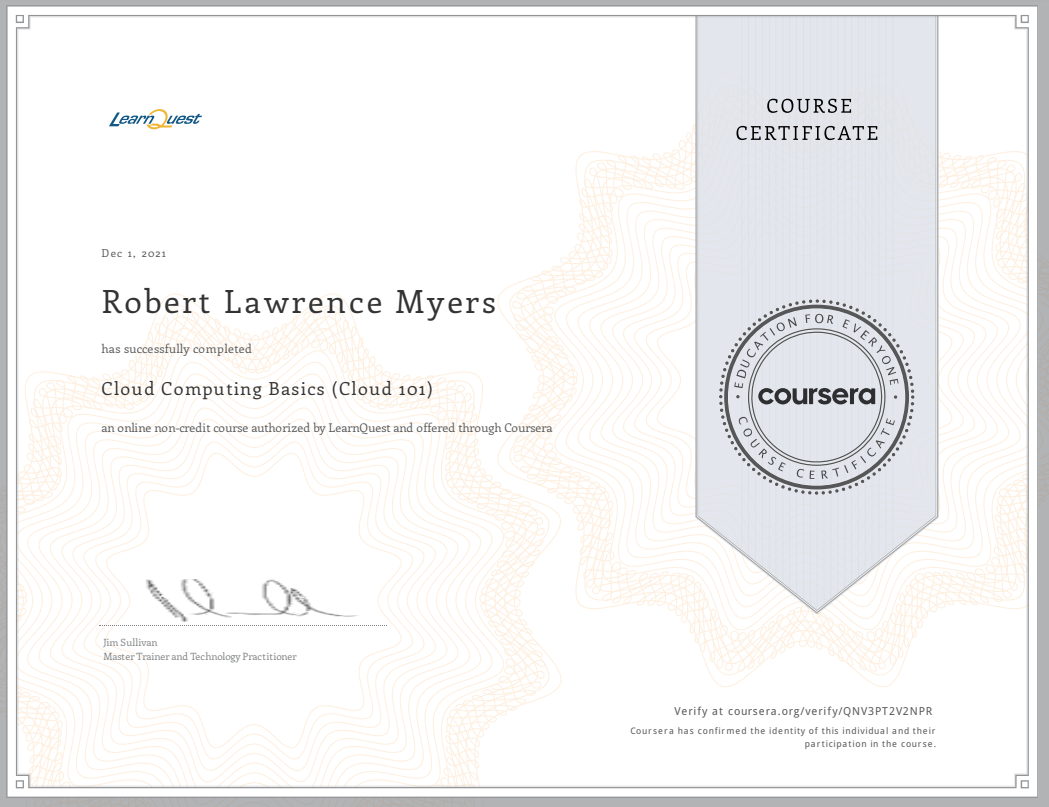 LearnQuest
COURSE
CERTIFICATE
Dec 1, 2021
Robert Lawrence Myers
has successfully completed
Cloud Computing Basics (Cloud 101)
an online non-credit course authorized by LearnQuest and offered through Coursera
EDUCATION FOR EVERYONE
coursera
COURSE CERTIFICATE
Jim Sullivan
Master Trainer and Technology Practitioner
Verify at coursera.org/verify/QNV3PT2V2NPR
Coursera has confirmed the identity of this individual and their
participation in the course.